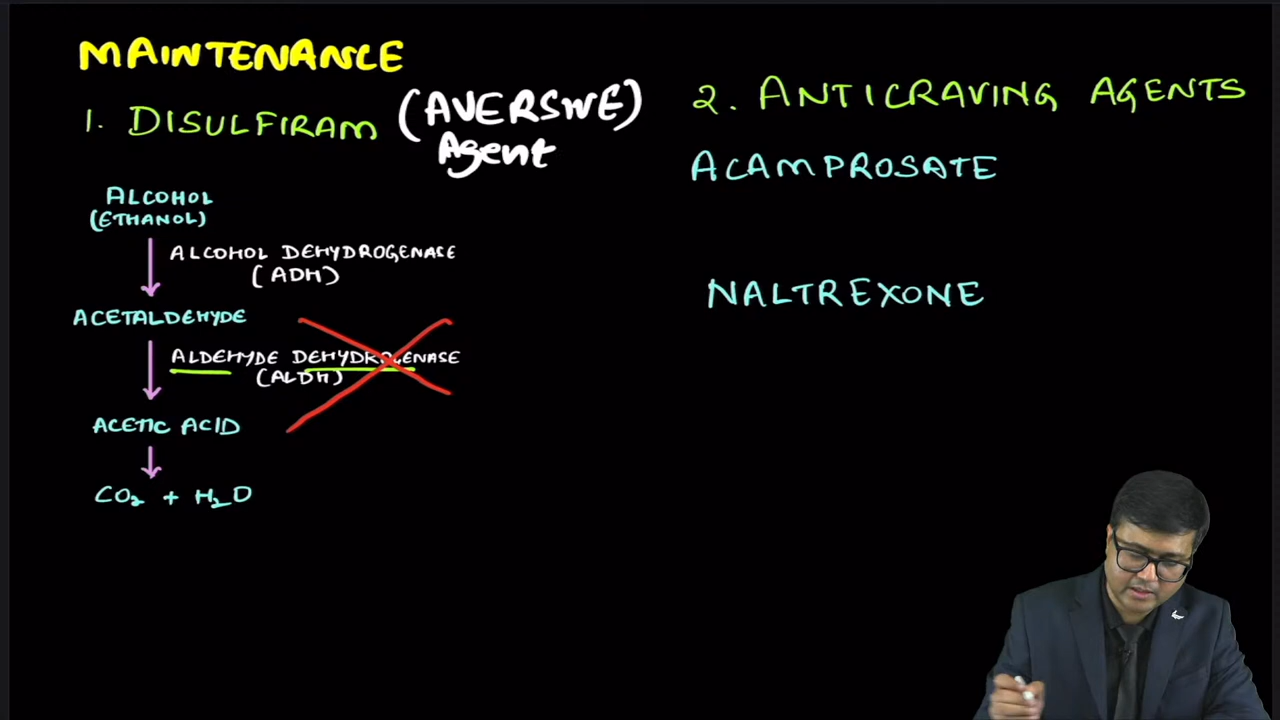 MAINTENANCE
1. DISULFIRAM (AVERSIVE)
Agent
ALCOHOL
(ETHANOL)
ALCOHOL DEHYDROGENASE
(ADH)
ACETALDEHYDE
ALDEHYDE DEHYDROGENASE
(ALDH)
ACETIC ACID
CO₂ + H₂O
2. ANTICRAVING AGENTS
ACAMPROSATE
NALTREXONE